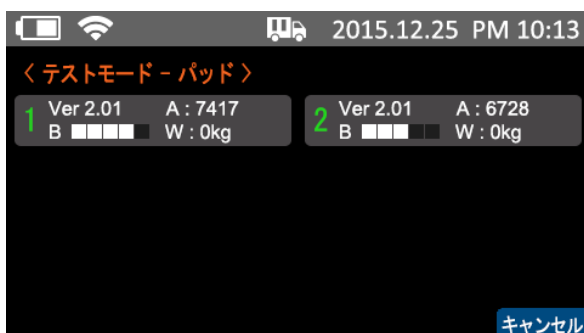 2015.12.25 PM 10:13
〈 テストモード - パッド 〉
1 Ver 2.01 A : 7417
B W : 0kg
2 Ver 2.01 A : 6728
B W : 0kg
キャンセル